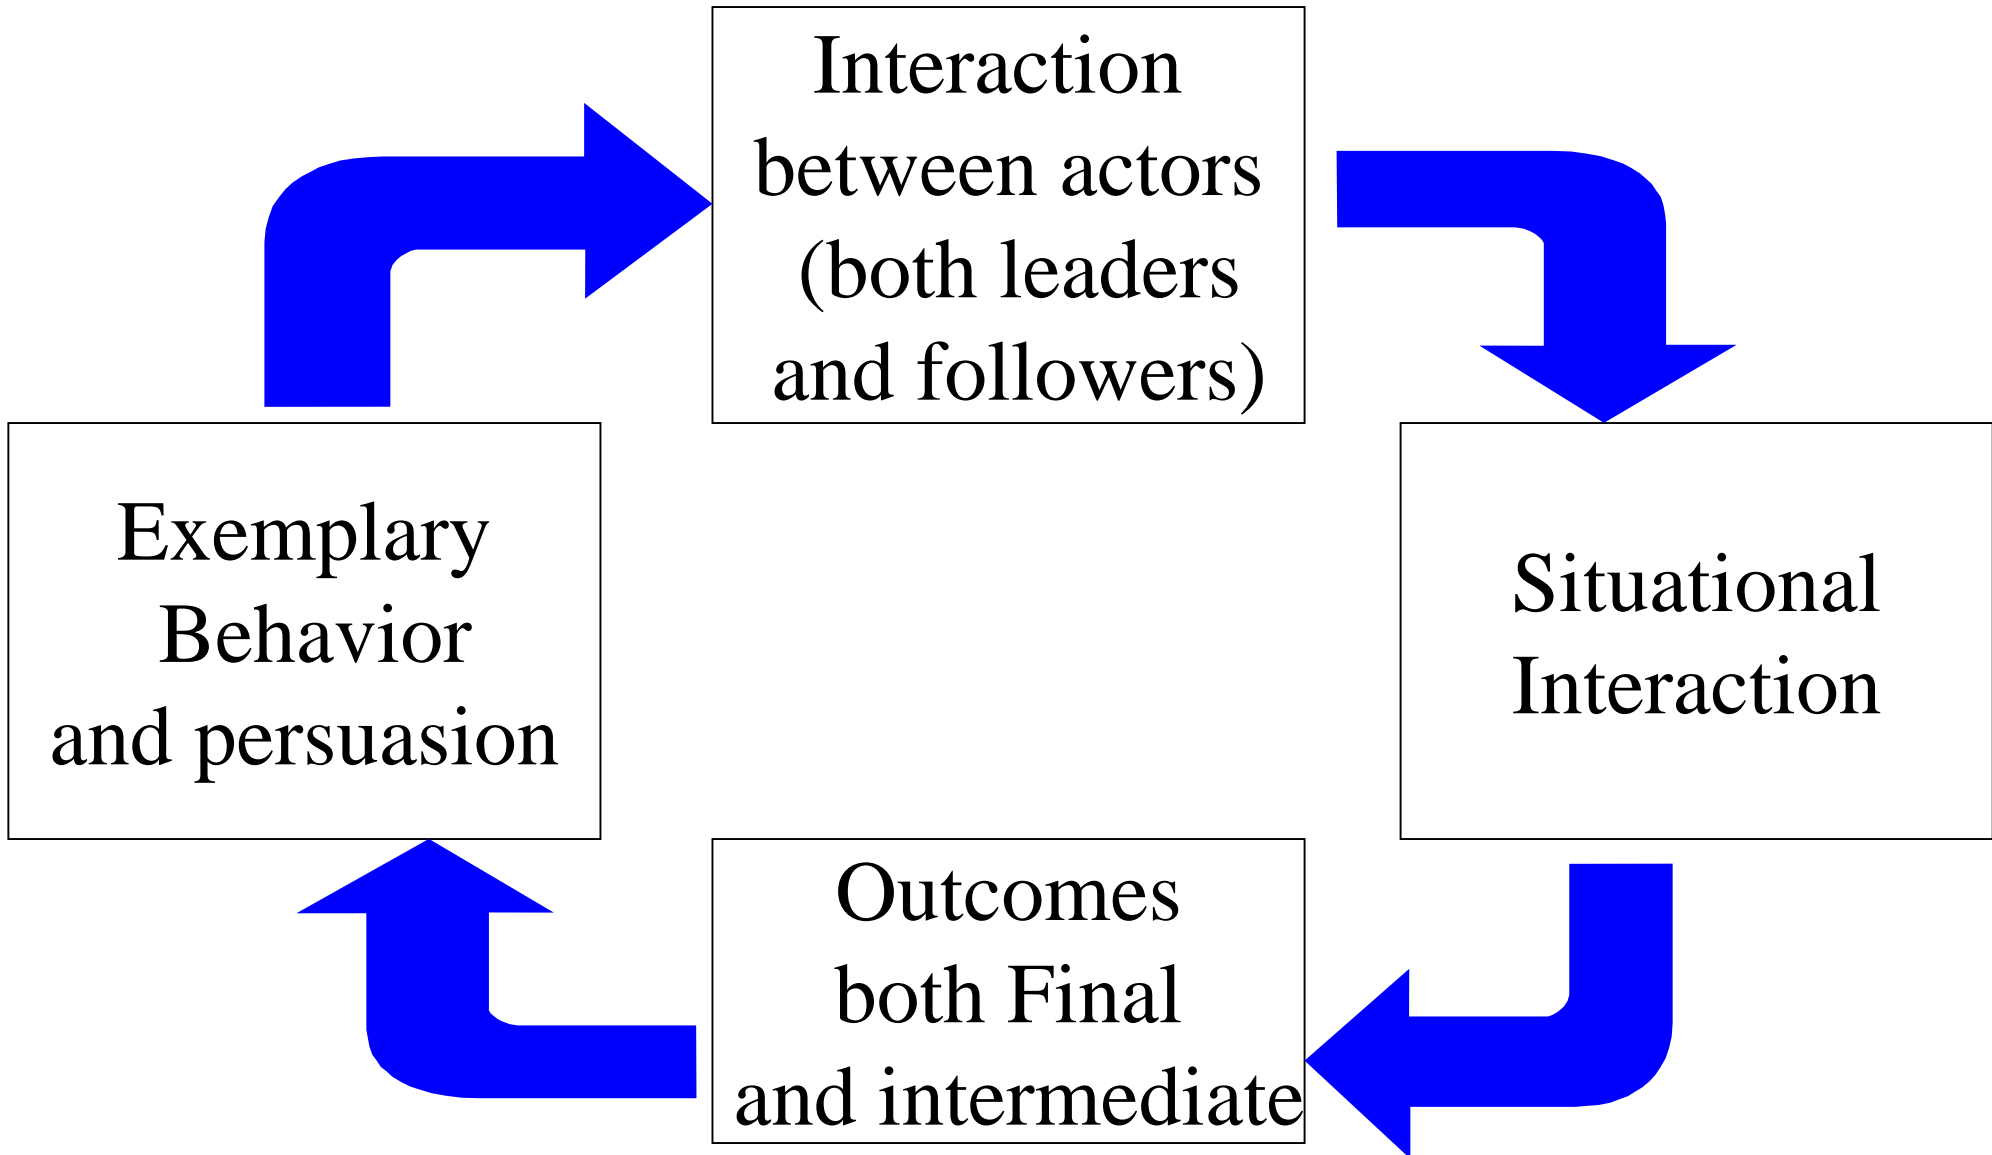 Interaction
between actors
(both leaders
and followers)
Exemplary
Behavior
and persuasion
Situational
Interaction
Outcomes
both Final
and intermediate